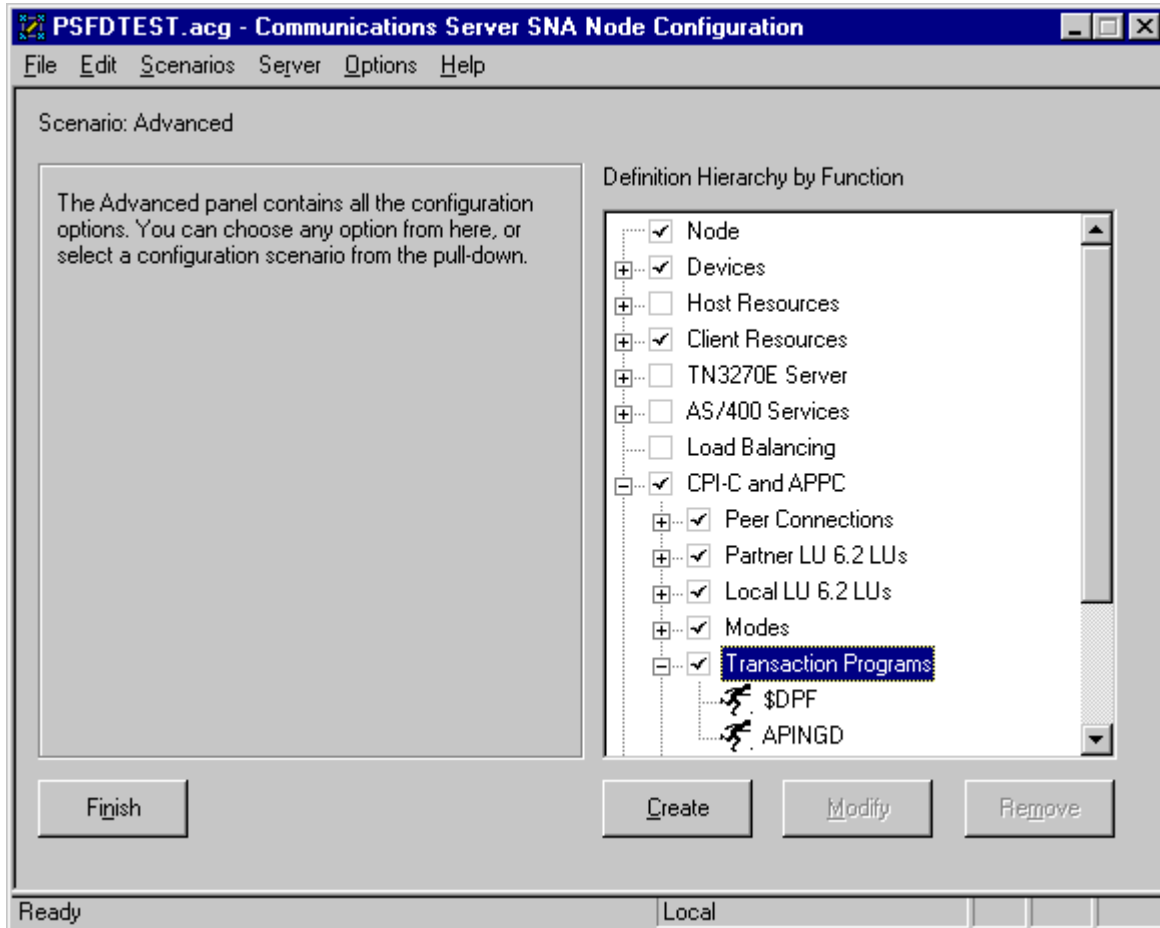 PSFDTEST.acg - Communications Server SNA Node Configuration
File Edit Scenarios Server Options Help
Scenario: Advanced
The Advanced panel contains all the configuration
options. You can choose any option from here, or
select a configuration scenario from the pull-down.
Definition Hierarchy by Function
Node
Devices
Host Resources
Client Resources
TN3270E Server
AS/400 Services
Load Balancing
CPI-C and APPC
Peer Connections
Partner LU 6.2 LUs
Local LU 6.2 LUs
Modes
Transaction Programs
$DPF
APINGD
Finish
Create Modify Remove
Ready Local